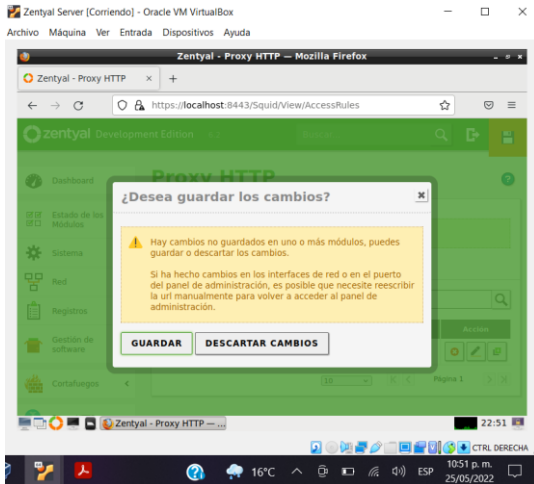 Zentyal Server [Corriendo] - Oracle VM VirtualBox
Archivo Máquina Ver Entrada Dispositivos Ayuda
Zentyal - Proxy HTTP — Mozilla Firefox
Zentyal - Proxy HTTP × +
https://localhost:8443/Squid/View/AccessRules
zentyal Development Edition
Proxy HTTP
Dashboard
Estado de los
Módulos
Sistema
Red
Registros
Gestión de
software
Cortafuegos
¿Desea guardar los cambios?
Hay cambios no guardados en uno o más módulos, puedes
guardar o descartar los cambios.
Si ha hecho cambios en los interfaces de red o en el puerto
del panel de administración, es posible que necesite reescribir
la url manualmente para volver a acceder al panel de
administración.
GUARDAR DESCARTAR CAMBIOS
Acción
10 Página 1
Zentyal - Proxy HTTP — ... 22:51
CTRL DERECHA
16°C ESP 10:51 p. m.
25/05/2022